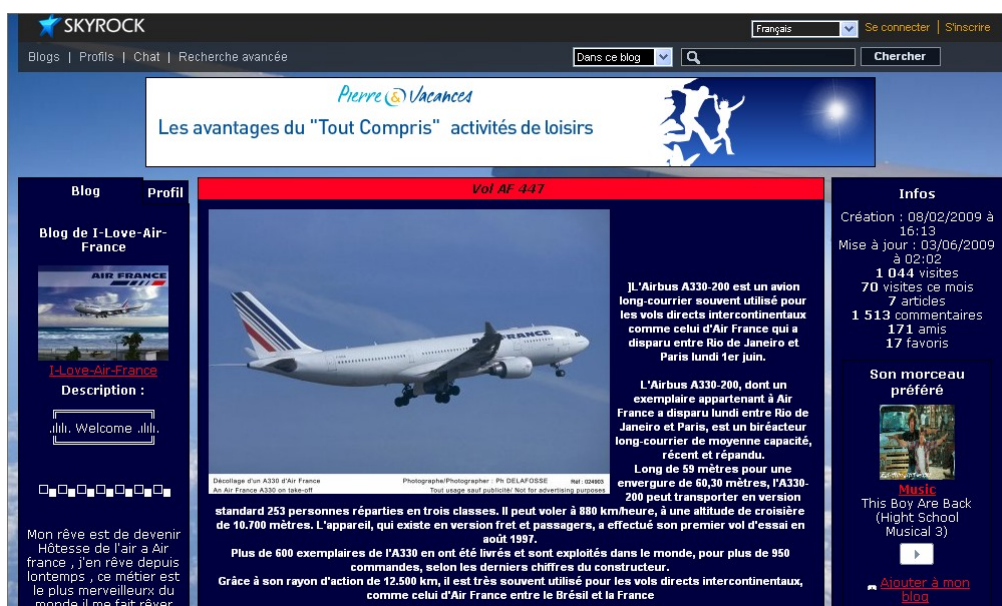 SKYROCK
Français
Se connecter | S'inscrire
Blogs | Profils | Chat | Recherche avancée
Dans ce blog
Chercher
Pierre & Vacances
Les avantages du "Tout Compris" activités de loisirs
Blog
Profil
Blog de I-Love-Air-
France
AIR FRANCE
I-Love-Air-France
Description :
.ılılı. Welcome .ılılı.
Mon rêve est de devenir
Hôtesse de l'air a Air
france , j'en rêve depuis
lontemps , ce métier est
le plus merveilleurx du
monde il me fait rêver
Vol AF 447
AIR FRANCE
Décollage d'un A330 d'Air France
An Air France A330 on take-off
Photographe/Photographer : Ph DELAFOSSE
Réf : 024903
Tout usage sauf publicité/ Not for advertising purposes
]L'Airbus A330-200 est un avion
long-courrier souvent utilisé pour
les vols directs intercontinentaux
comme celui d'Air France qui a
disparu entre Rio de Janeiro et
Paris lundi 1er juin.
L'Airbus A330-200, dont un
exemplaire appartenant à Air
France a disparu lundi entre Rio de
Janeiro et Paris, est un biréacteur
long-courrier de moyenne capacité,
récent et répandu.
Long de 59 mètres pour une
envergure de 60,30 mètres, l'A330-
200 peut transporter en version
standard 253 personnes réparties en trois classes. Il peut voler à 880 km/heure, à une altitude de croisière
de 10.700 mètres. L'appareil, qui existe en version fret et passagers, a effectué son premier vol d'essai en
août 1997.
Plus de 600 exemplaires de l'A330 en ont été livrés et sont exploités dans le monde, pour plus de 950
commandes, selon les derniers chiffres du constructeur.
Grâce à son rayon d'action de 12.500 km, il est très souvent utilisé pour les vols directs intercontinentaux,
comme celui d'Air France entre le Brésil et la France
Infos
Création : 08/02/2009 à
16:13
Mise à jour : 03/06/2009
à 02:02
1 044 visites
70 visites ce mois
7 articles
1 513 commentaires
171 amis
17 favoris
Son morceau
préféré
Music
This Boy Are Back
(Hight School
Musical 3)
Ajouter à mon
blog